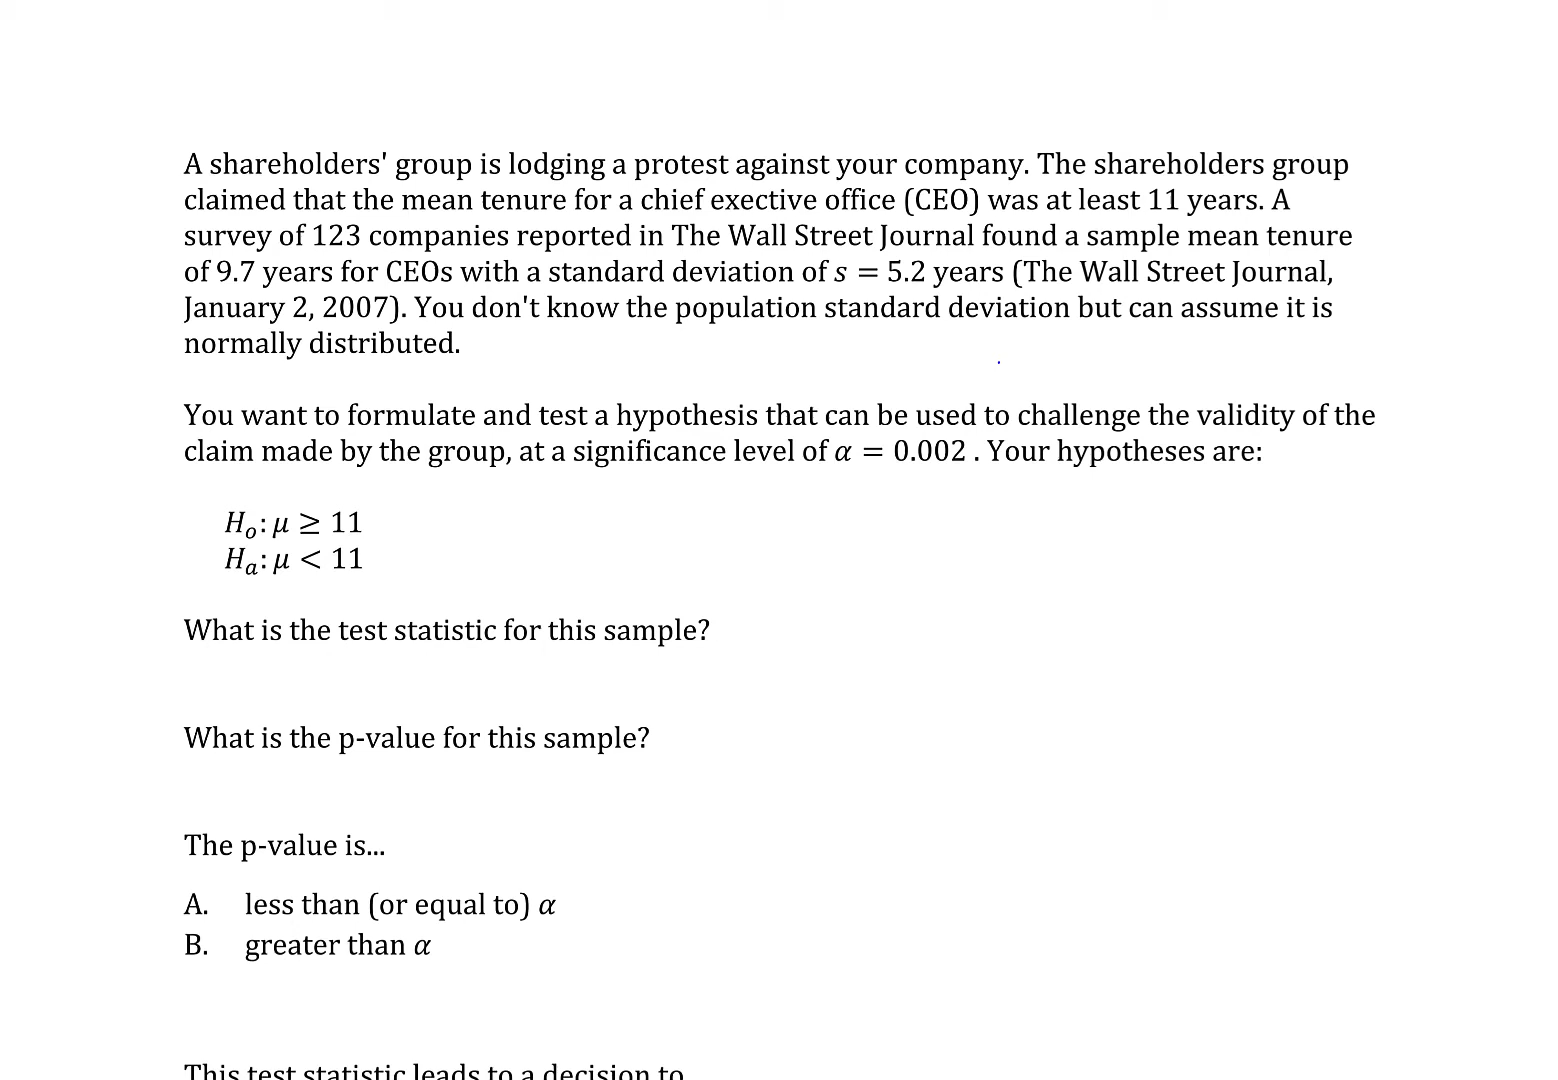 A shareholders' group is lodging a protest against your company. The shareholders group
claimed that the mean tenure for a chief exective office (CEO) was at least 11 years. A
survey of 123 companies reported in The Wall Street Journal found a sample mean tenure
of 9.7 years for CEOs with a standard deviation of s = 5.2 years (The Wall Street Journal,
January 2, 2007). You don't know the population standard deviation but can assume it is
normally distributed.
You want to formulate and test a hypothesis that can be used to challenge the validity of the
claim made by the group, at a significance level of α = 0.002 . Your hypotheses are:
Hₒ: μ ≥ 11
Hₐ: μ < 11
What is the test statistic for this sample?
What is the p-value for this sample?
The p-value is...
A. less than (or equal to) α
B. greater than α
This test statistic leads to a decision to